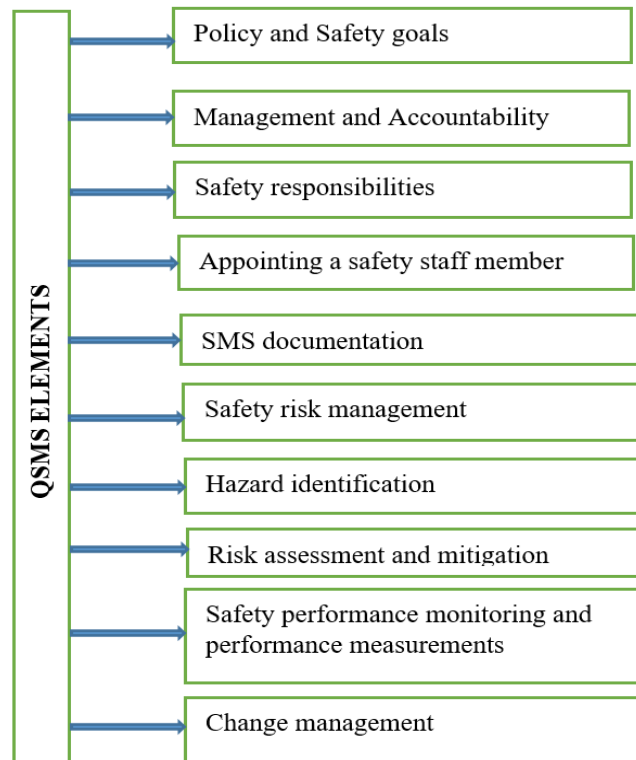 QSMS ELEMENTS
Policy and Safety goals
Management and Accountability
Safety responsibilities
Appointing a safety staff member
SMS documentation
Safety risk management
Hazard identification
Risk assessment and mitigation
Safety performance monitoring and
performance measurements
Change management